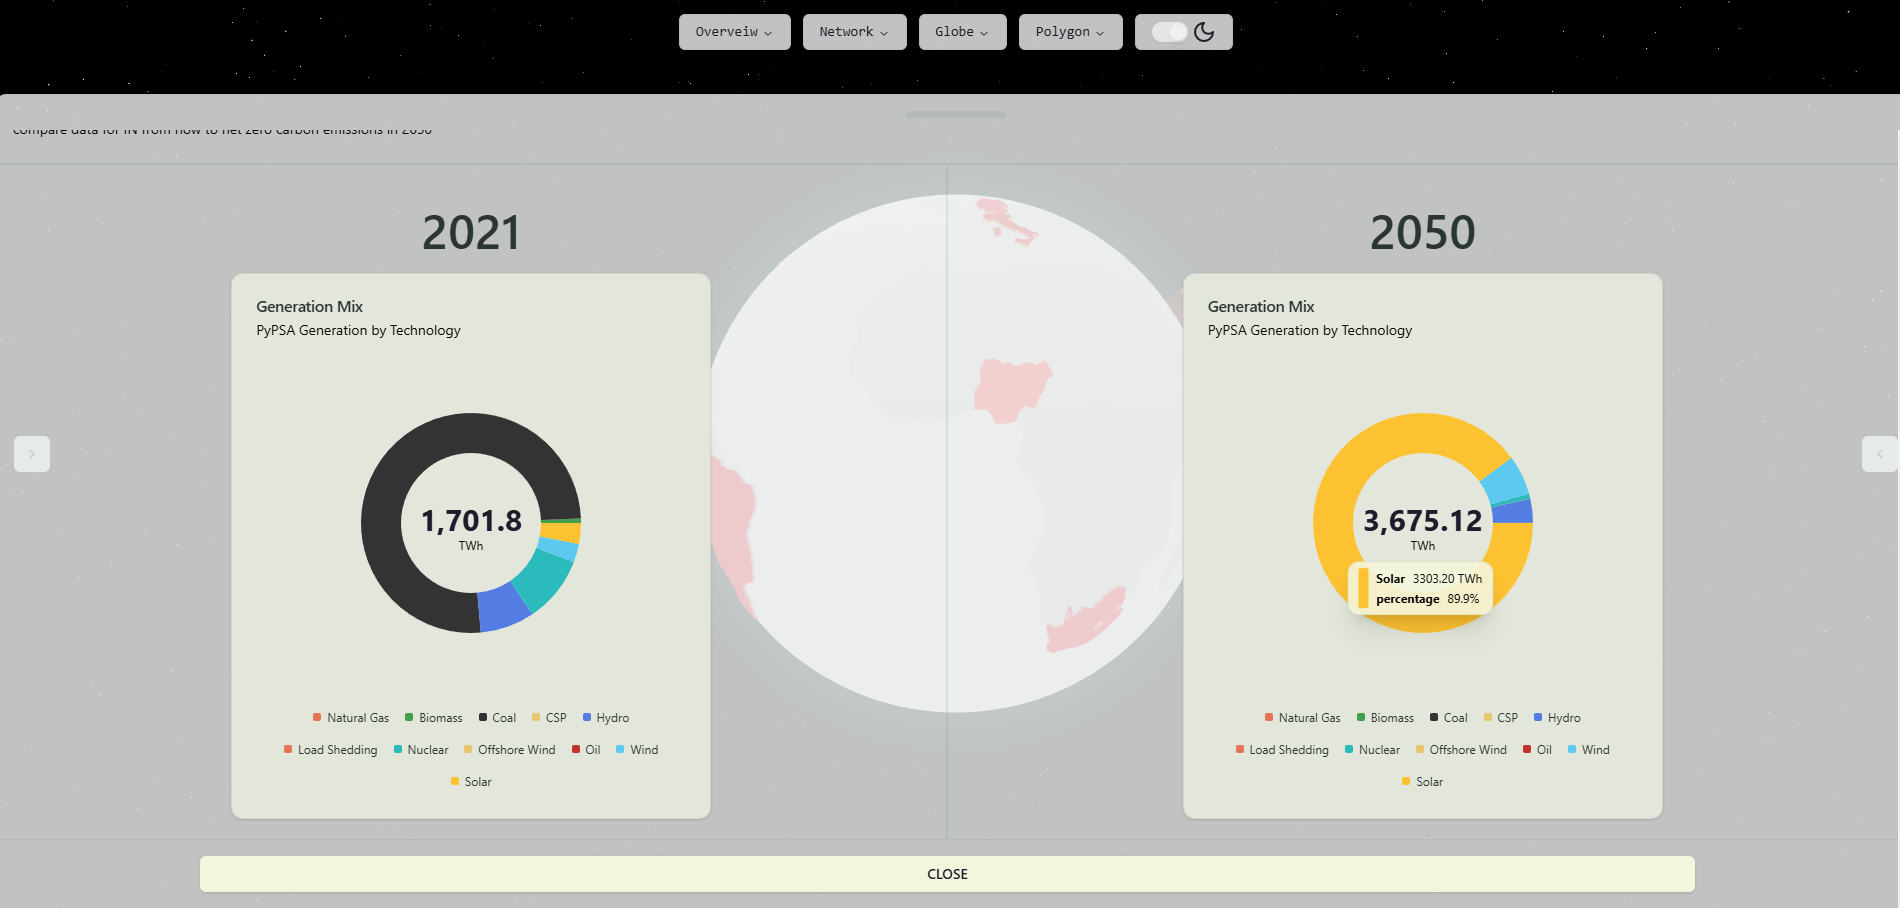 Overveiw
Network
Globe
Polygon
compare data for IN from now to net zero carbon emissions in 2050
2021
Generation Mix
PyPSA Generation by Technology
1,701.8
TWh
Natural Gas Biomass Coal CSP Hydro
Load Shedding Nuclear Offshore Wind Oil Wind
Solar
2050
Generation Mix
PyPSA Generation by Technology
3,675.12
TWh
Solar 3303.20 TWh
percentage 89.9%
Natural Gas Biomass Coal CSP Hydro
Load Shedding Nuclear Offshore Wind Oil Wind
Solar
CLOSE